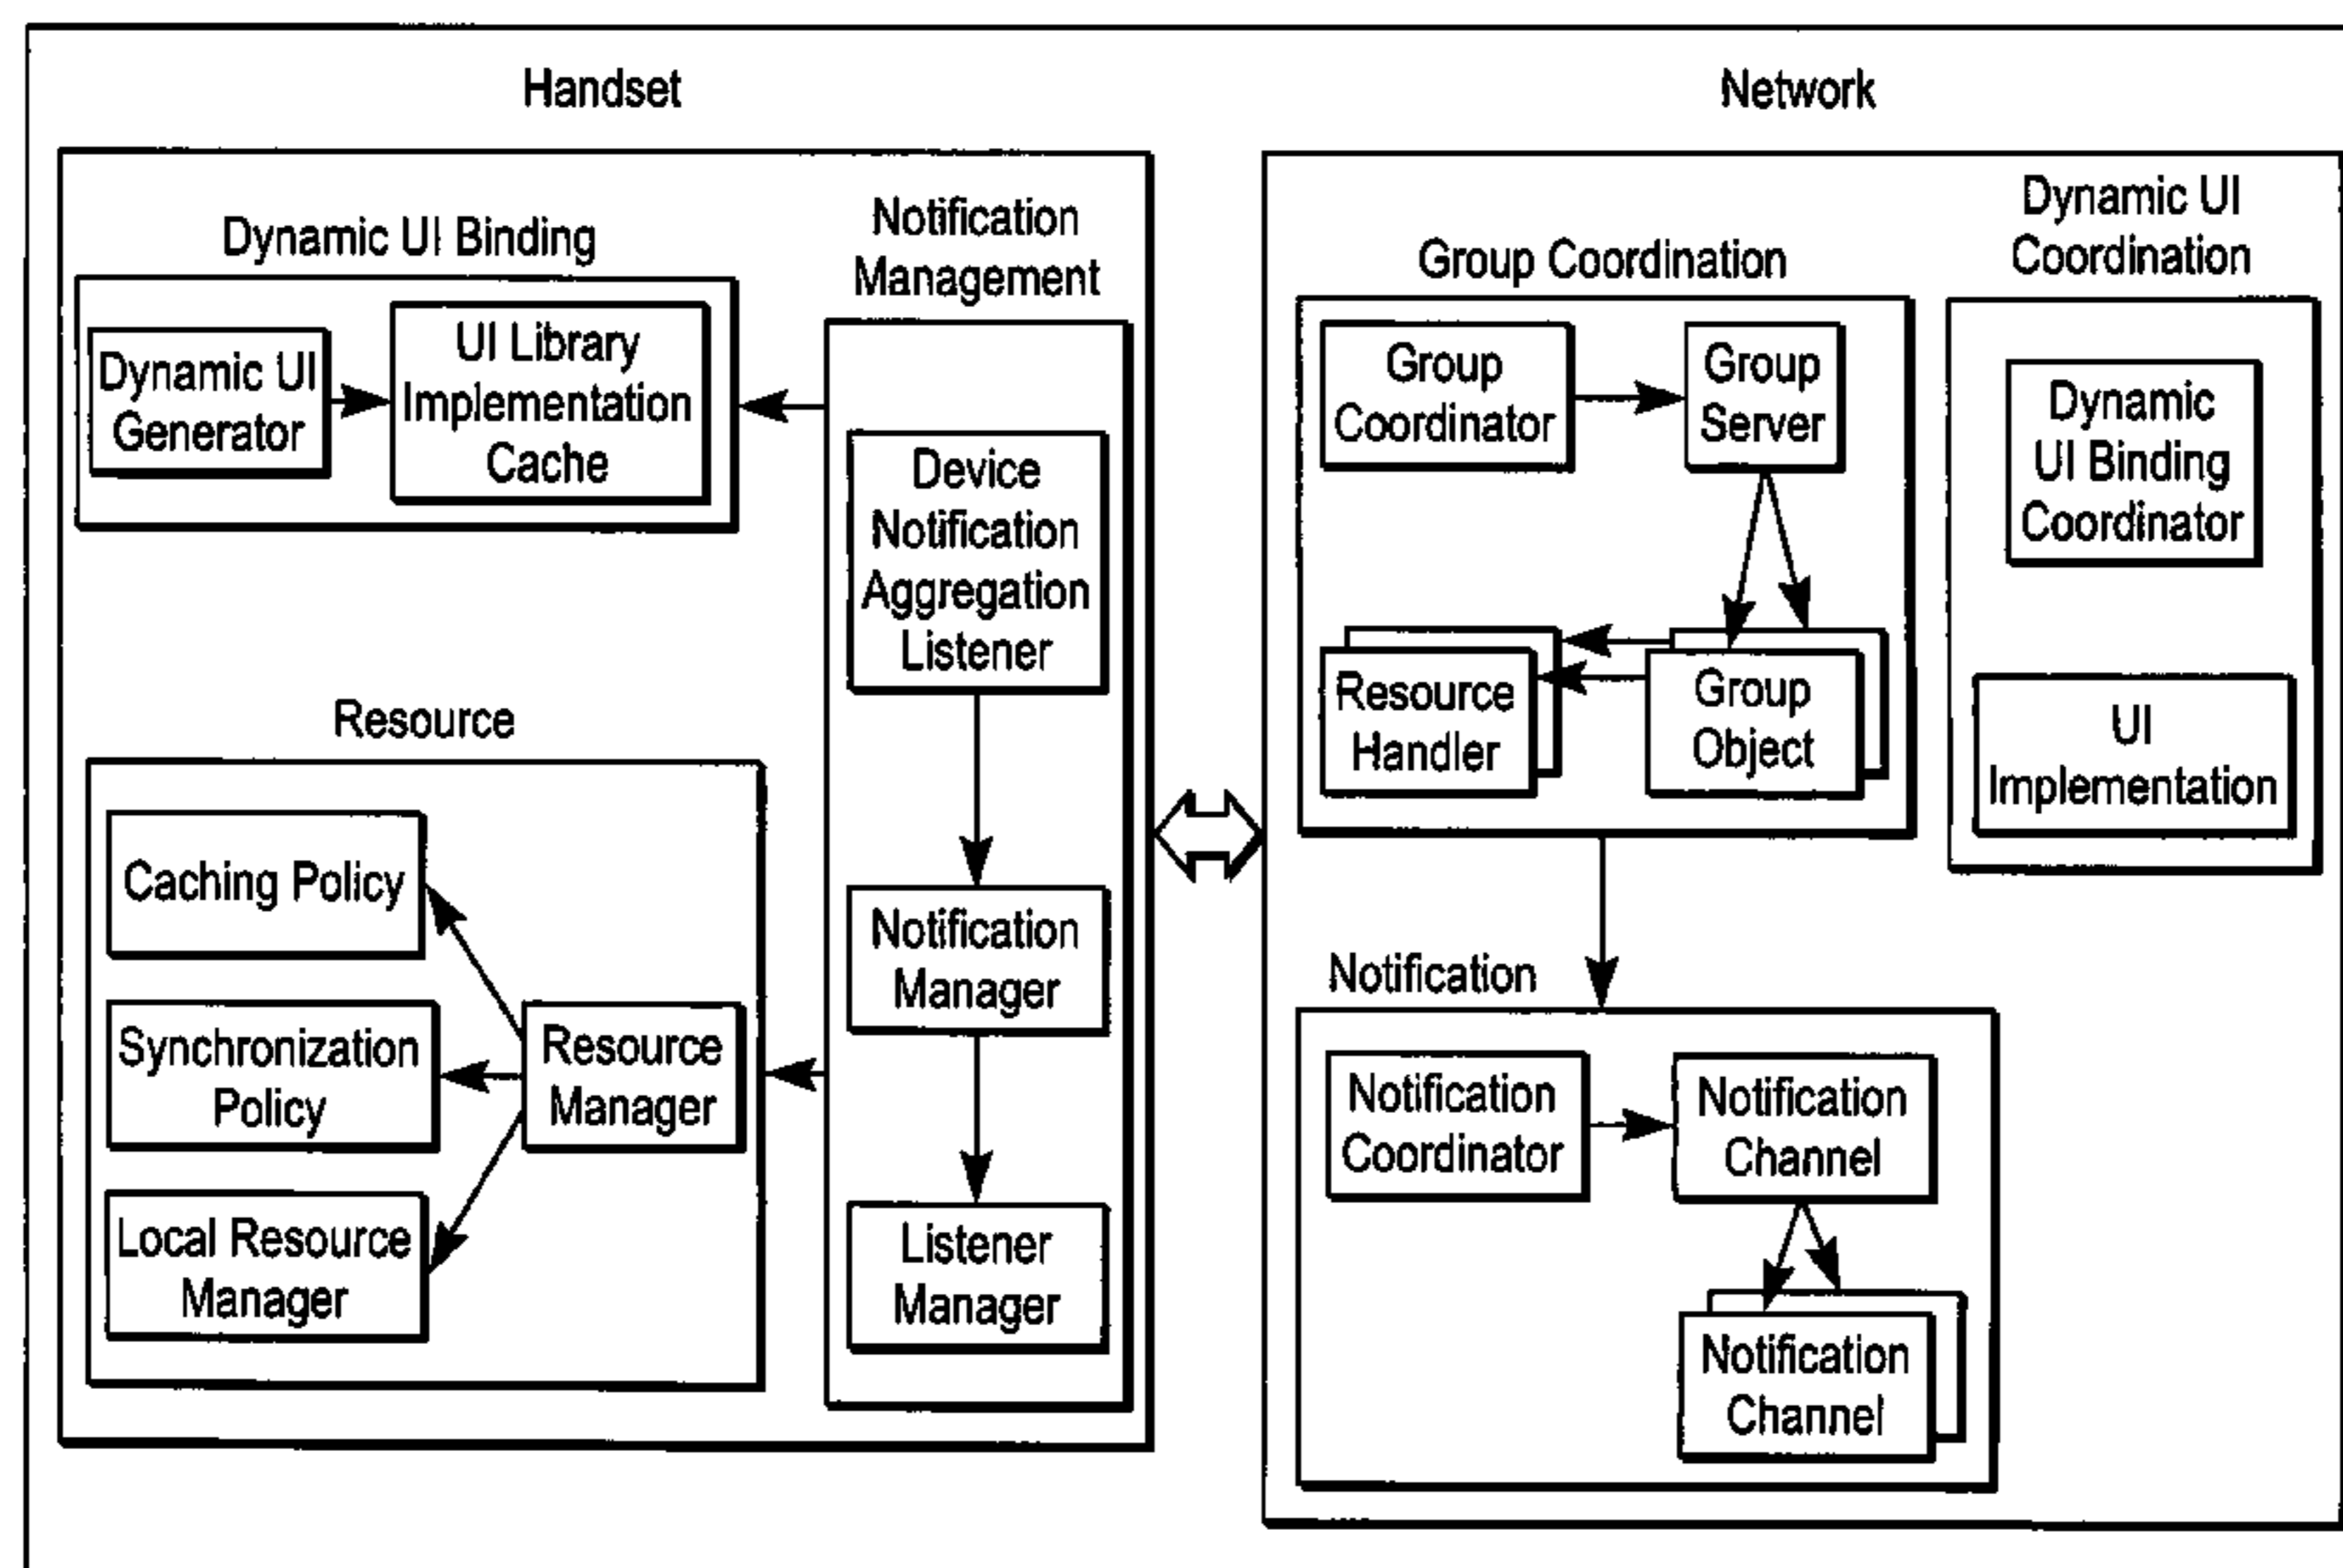 Handset
Dynamic UI Binding
Dynamic UI
Generator
UI Library
Implementation
Cache
Notification
Management
Device
Notification
Aggregation
Listener
Notification
Manager
Listener
Manager
Resource
Caching Policy
Synchronization
Policy
Local Resource
Manager
Resource
Manager
Network
Group Coordination
Group
Coordinator
Group
Server
Resource
Handler
Group
Object
Dynamic UI
Coordination
Dynamic
UI Binding
Coordinator
UI
Implementation
Notification
Notification
Coordinator
Notification
Channel
Notification
Channel